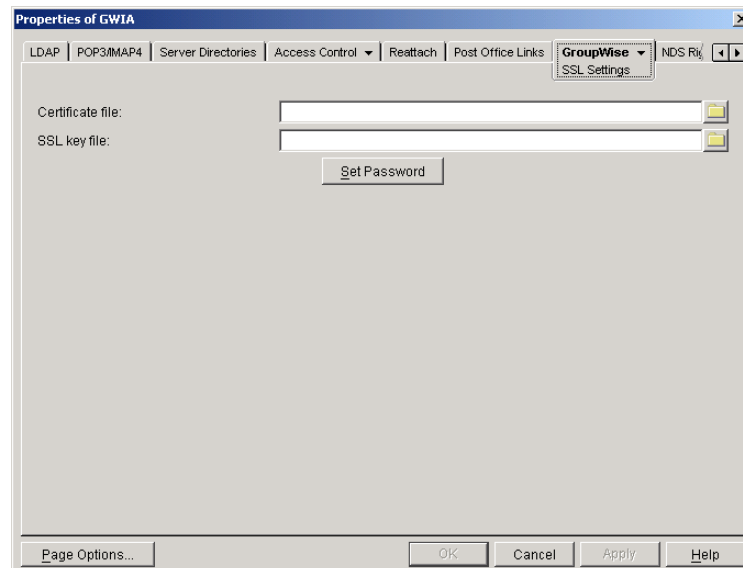 Properties of GWIA
LDAP POP3/IMAP4 Server Directories Access Control Reattach Post Office Links GroupWise NDS
SSL Settings
Certificate file:
SSL key file:
Set Password
Page Options... OK Cancel Apply Help